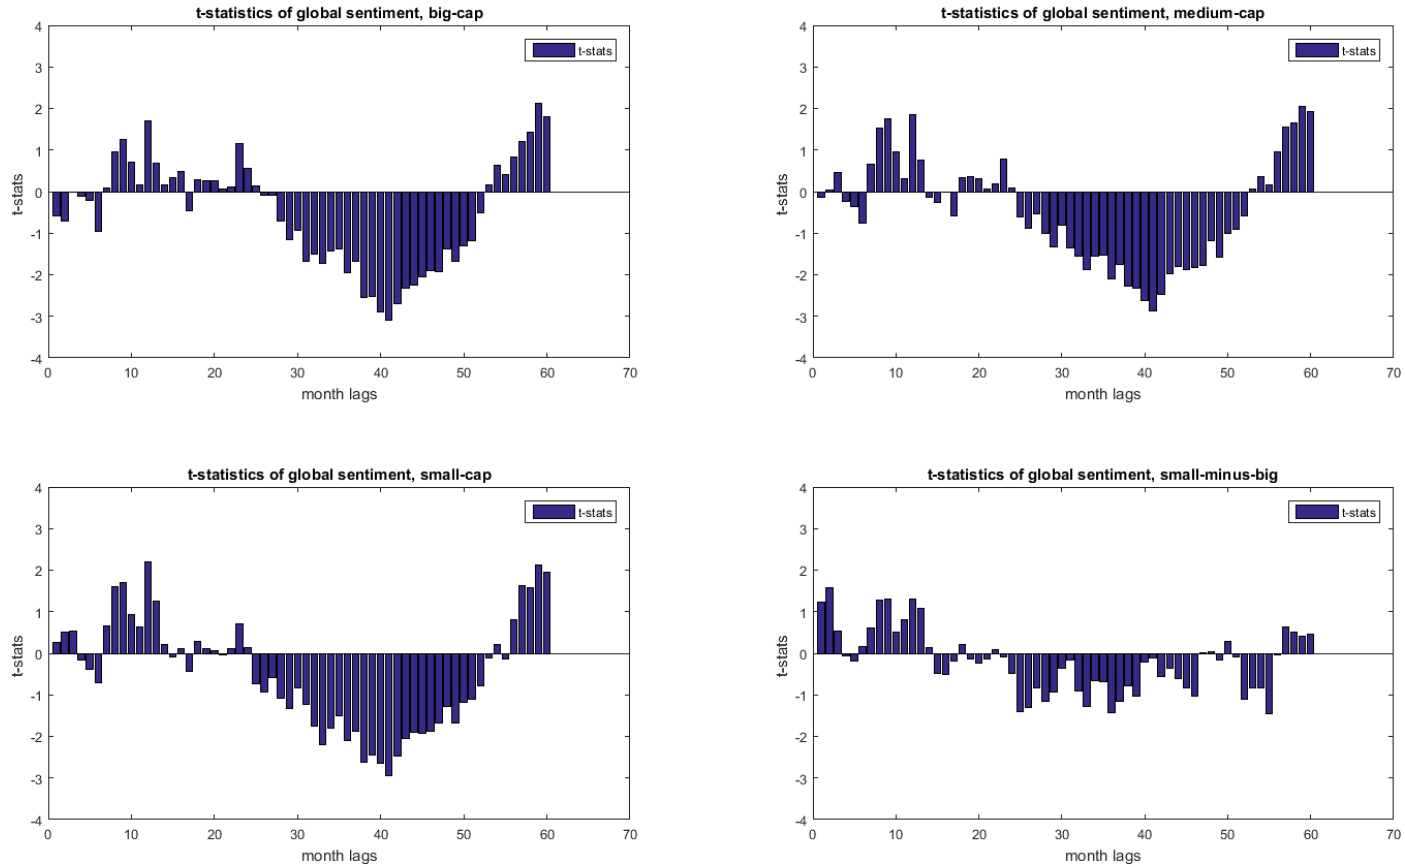 t-statistics of global sentiment, big-cap
t-stats
4
3
2
1
0
-1
-2
-3
-4
t-stats
0 10 20 30 40 50 60 70
month lags
t-statistics of global sentiment, medium-cap
t-stats
4
3
2
1
0
-1
-2
-3
-4
t-stats
0 10 20 30 40 50 60 70
month lags
t-statistics of global sentiment, small-cap
t-stats
4
3
2
1
0
-1
-2
-3
-4
t-stats
0 10 20 30 40 50 60 70
month lags
t-statistics of global sentiment, small-minus-big
t-stats
4
3
2
1
0
-1
-2
-3
-4
t-stats
0 10 20 30 40 50 60 70
month lags